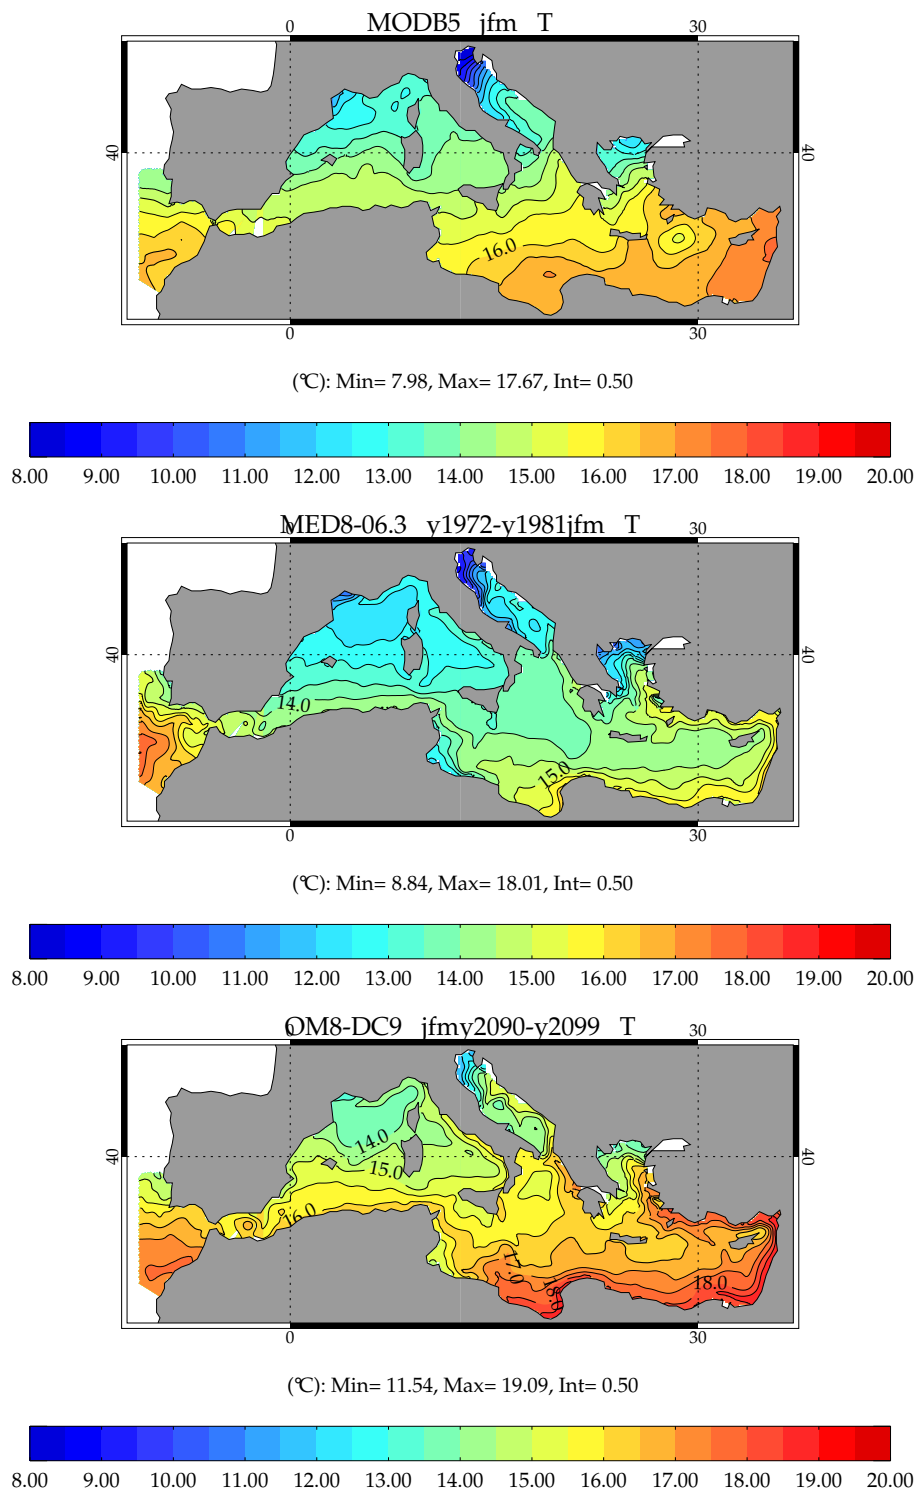 MODB5 jfm T
0 30
40 40
16.0
0 30
(°C): Min= 7.98, Max= 17.67, Int= 0.50
8.00 9.00 10.00 11.00 12.00 13.00 14.00 15.00 16.00 17.00 18.00 19.00 20.00
MED8-06.3 y1972-y1981jfm T
0 30
40 40
14.0
15.0
0 30
(°C): Min= 8.84, Max= 18.01, Int= 0.50
8.00 9.00 10.00 11.00 12.00 13.00 14.00 15.00 16.00 17.00 18.00 19.00 20.00
OM8-DC9 jfmy2090-y2099 T
0 30
14.0
40 40
15.0
16.0
17.0 18.0 18.0
0 30
(°C): Min= 11.54, Max= 19.09, Int= 0.50
8.00 9.00 10.00 11.00 12.00 13.00 14.00 15.00 16.00 17.00 18.00 19.00 20.00